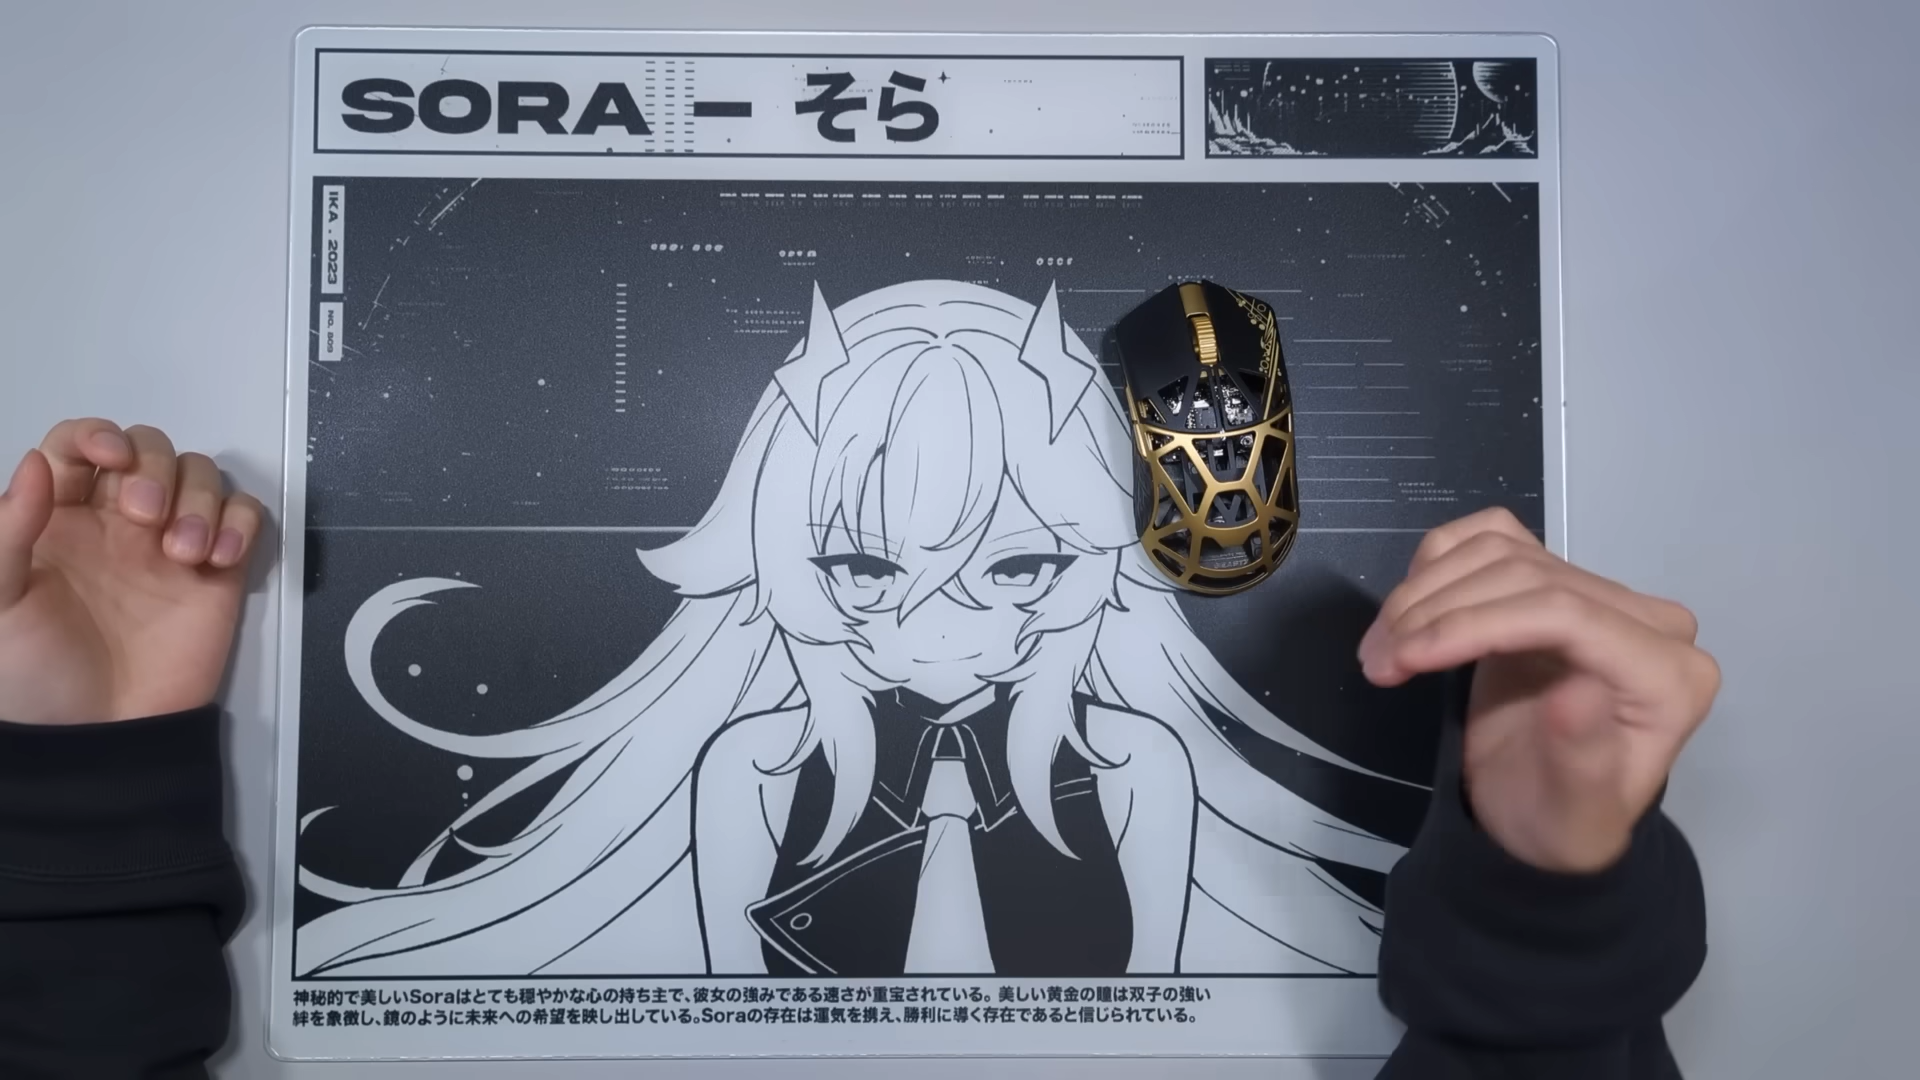 SORA - そら
IKA . 2023
NO. 809
神秘的で美しいSoraはとても穏やかな心の持ち主で、彼女の強みである速さが重宝されている。美しい黄金の瞳は双子の強い
絆を象徴し、鏡のように未来への希望を映し出している。Soraの存在は運気を携え、勝利に導く存在であると信じられている。